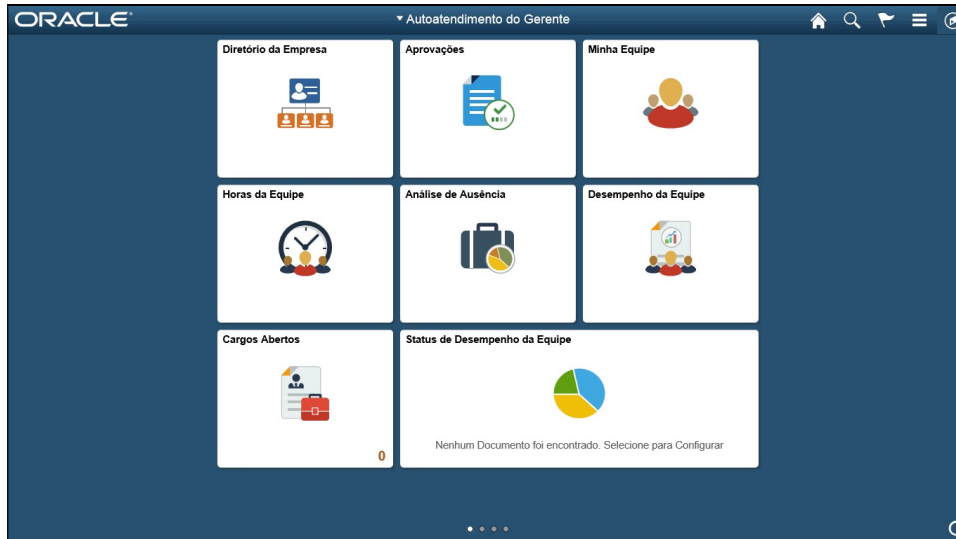 ORACLE
Autoatendimento do Gerente
Diretório da Empresa
Aprovações
Minha Equipe
Horas da Equipe
Análise de Ausência
Desempenho da Equipe
Cargos Abertos
0
Status de Desempenho da Equipe
Nenhum Documento foi encontrado. Selecione para Configurar